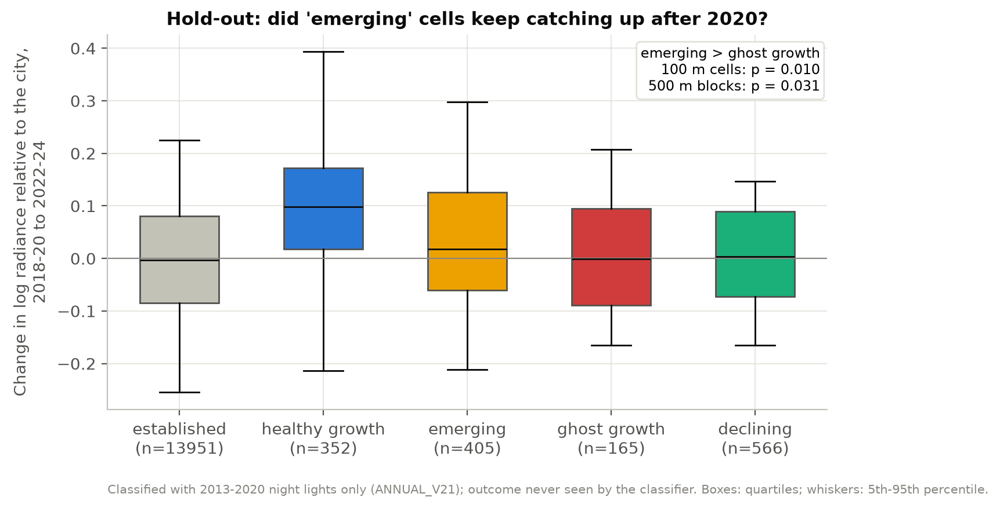 Hold-out: did 'emerging' cells keep catching up after 2020?
emerging > ghost growth
100 m cells: p = 0.010
500 m blocks: p = 0.031
Change in log radiance relative to the city,
2018-20 to 2022-24
0.4
0.3
0.2
0.1
0.0
−0.1
−0.2
established
(n=13951)
healthy growth
(n=352)
emerging
(n=405)
ghost growth
(n=165)
declining
(n=566)
Classified with 2013-2020 night lights only (ANNUAL_V21); outcome never seen by the classifier. Boxes: quartiles; whiskers: 5th-95th percentile.